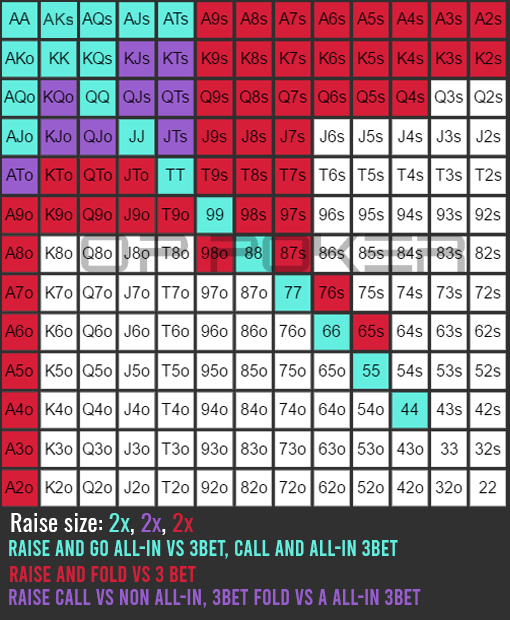 AA AKs AQs AJs ATs A9s A8s A7s A6s A5s A4s A3s A2s
AKo KK KQs KJs KTs K9s K8s K7s K6s K5s K4s K3s K2s
AQo KQo QQ QJs QTs Q9s Q8s Q7s Q6s Q5s Q4s Q3s Q2s
AJo KJo QJo JJ JTs J9s J8s J7s J6s J5s J4s J3s J2s
ATo KTo QTo JTo TT T9s T8s T7s T6s T5s T4s T3s T2s
A9o K9o Q9o J9o T9o 99 98s 97s 96s 95s 94s 93s 92s
A8o K8o Q8o J8o T8o 98o 88 87s 86s 85s 84s 83s 82s
OP POKER
A7o K7o Q7o J7o T7o 97o 87o 77 76s 75s 74s 73s 72s
A6o K6o Q6o J6o T6o 96o 86o 76o 66 65s 64s 63s 62s
A5o K5o Q5o J5o T5o 95o 85o 75o 65o 55 54s 53s 52s
A4o K4o Q4o J4o T4o 94o 84o 74o 64o 54o 44 43s 42s
A3o K3o Q3o J3o T3o 93o 83o 73o 63o 53o 43o 33 32s
A2o K2o Q2o J2o T2o 92o 82o 72o 62o 52o 42o 32o 22
Raise size: 2x, 2x, 2x
RAISE AND GO ALL-IN VS 3BET, CALL AND ALL-IN 3BET
RAISE AND FOLD VS 3 BET
RAISE CALL VS NON ALL-IN, 3BET FOLD VS A ALL-IN 3BET